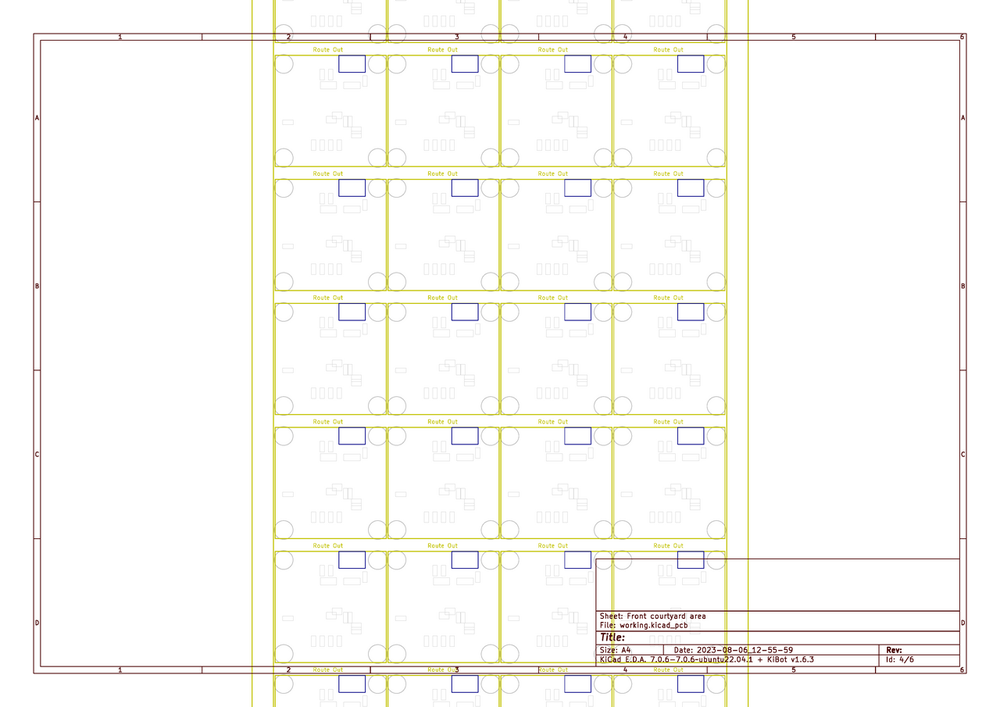 1 2 3 4 5 6
Route Out Route Out Route Out Route Out
A A
Route Out Route Out Route Out Route Out
B B
Route Out Route Out Route Out Route Out
Route Out Route Out Route Out Route Out
C C
Route Out Route Out Route Out Route Out
Sheet: Front courtyard area
File: working.kicad_pcb
D D
Title:
Size: A4 Date: 2023-08-06_12-55-59 Rev:
KiCad E.D.A. 7.0.6-7.0.6~ubuntu22.04.1 + KiBot v1.6.3 Id: 4/6
1 2 3 4 5 6
Route Out Route Out Route Out Route Out